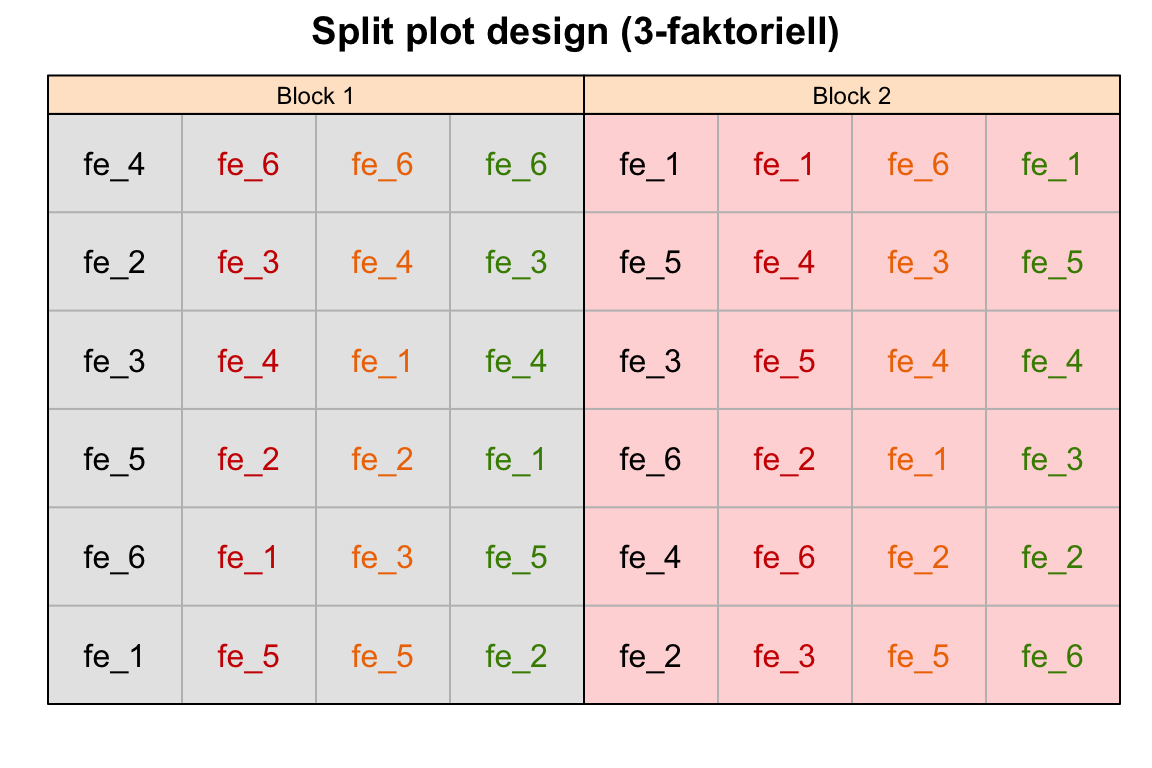 Split plot design (3-faktoriell)
Block 1 Block 2
fe_4 fe_6 fe_6 fe_6 fe_1 fe_1 fe_6 fe_1
fe_2 fe_3 fe_4 fe_3 fe_5 fe_4 fe_3 fe_5
fe_3 fe_4 fe_1 fe_4 fe_3 fe_5 fe_4 fe_4
fe_5 fe_2 fe_2 fe_1 fe_6 fe_2 fe_1 fe_3
fe_6 fe_1 fe_3 fe_5 fe_4 fe_6 fe_2 fe_2
fe_1 fe_5 fe_5 fe_2 fe_2 fe_3 fe_5 fe_6